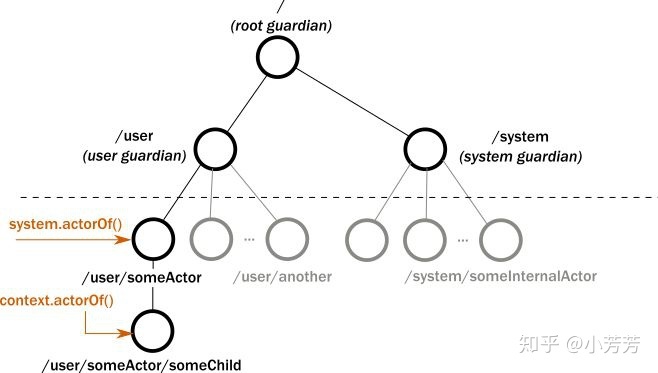 /
(root guardian)
/user
(user guardian)
/system
(system guardian)
system.actorOf()
...
...
/user/someActor
/user/another
/system/someInternalActor
context.actorOf()
/user/someActor/someChild
知乎 @小芳芳